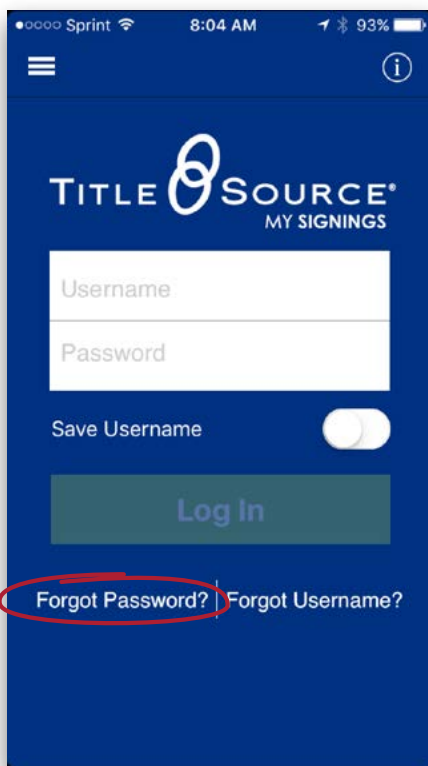 Sprint 8:04 AM 93%
i
TITLE SOURCE®
MY SIGNINGS
Username
Password
Save Username
Log In
Forgot Password? | Forgot Username?